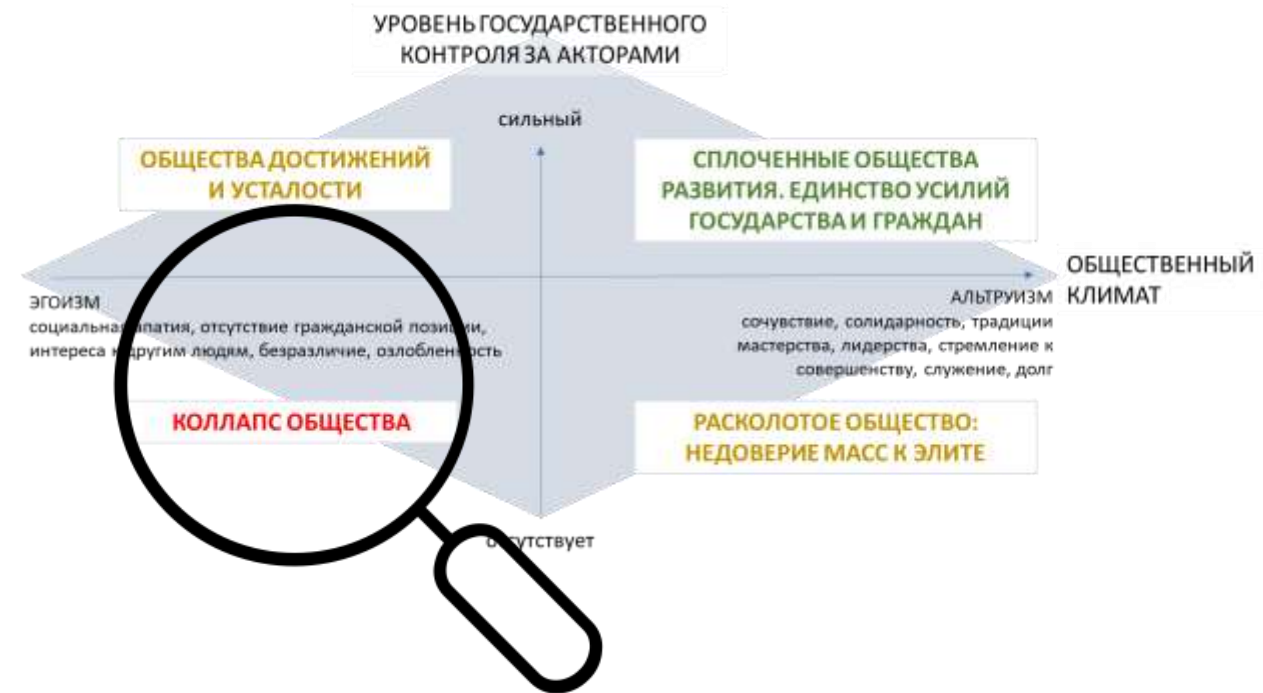 УРОВЕНЬ ГОСУДАРСТВЕННОГО
КОНТРОЛЯ ЗА АКТОРАМИ
сильный
ОБЩЕСТВА ДОСТИЖЕНИЙ
И УСТАЛОСТИ
СПЛОЧЕННЫЕ ОБЩЕСТВА
РАЗВИТИЯ. ЕДИНСТВО УСИЛИЙ
ГОСУДАРСТВА И ГРАЖДАН
ОБЩЕСТВЕННЫЙ
КЛИМАТ
ЭГОИЗМ
социальная апатия, отсутствие гражданской позиции,
интереса к другим людям, безразличие, озлобленность
АЛЬТРУИЗМ
сочувствие, солидарность, традиции
мастерства, лидерства, стремление к
совершенству, служение, долг
КОЛЛАПС ОБЩЕСТВА
РАСКОЛОТОЕ ОБЩЕСТВО:
НЕДОВЕРИЕ МАСС К ЭЛИТЕ
отсутствует